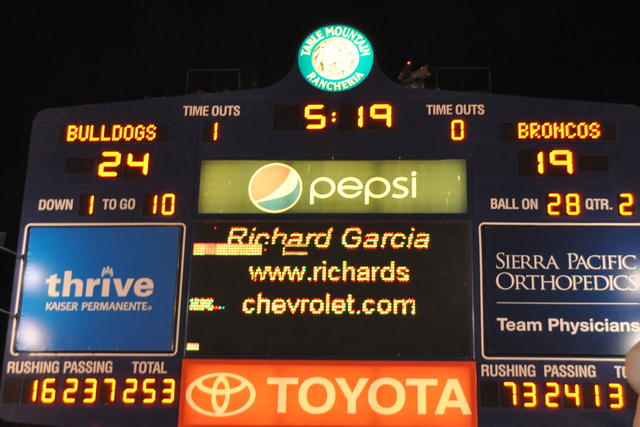 TABLE MOUNTAIN
RANCHERIA
TIME OUTS
1
5:19
TIME OUTS
0
BULLDOGS
24
BRONCOS
19
DOWN 1 TO GO 10
BALL ON 28 QTR. 2
pepsi
Richard Garcia
www.richards
chevrolet.com
thrive
KAISER PERMANENTE®
SIERRA PACIFIC
ORTHOPEDICS
Team Physicians
RUSHING PASSING TOTAL
16 237 253
RUSHING PASSING
73 241 3
TOYOTA